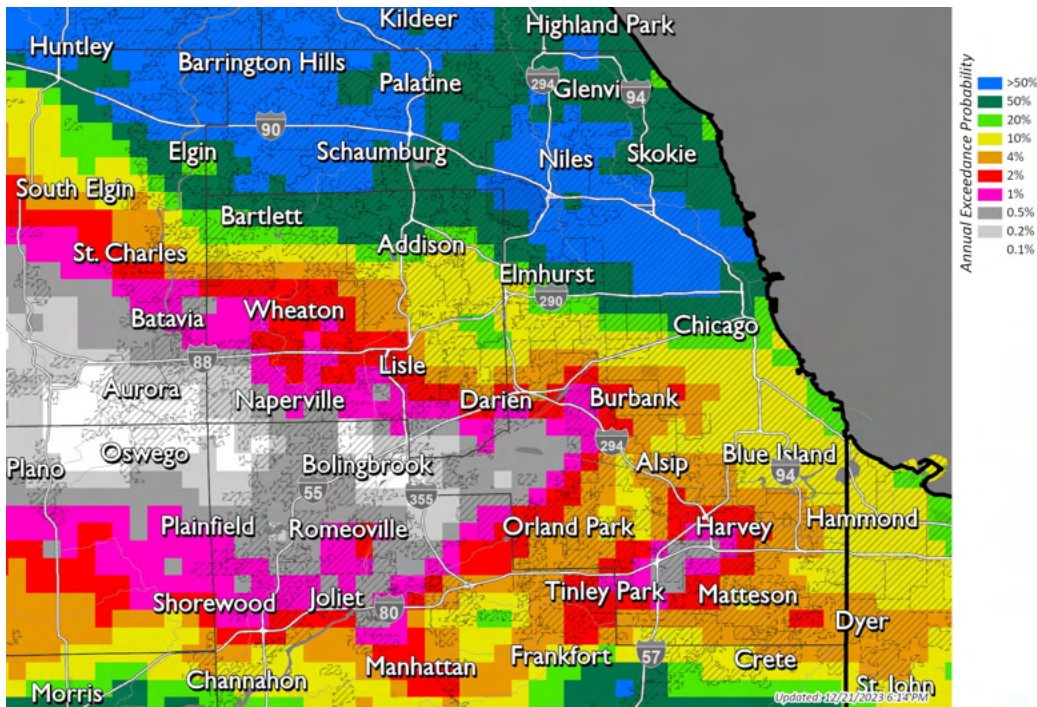 Kildeer
Highland Park
Huntley
Barrington Hills
Palatine
294
Glenvi
94
90
Elgin
Schaumburg
Niles
Skokie
South Elgin
Bartlett
St. Charles
Addison
Elmhurst
290
Batavia
Wheaton
Chicago
88
Lisle
Aurora
Naperville
Darien
Burbank
294
Plano
Oswego
Bolingbrook
Alsip
Blue Island
94
55
355
Plainfield
Romeoville
Orland Park
Harvey
Hammond
Shorewood
Joliet
80
Tinley Park
Matteson
Dyer
Manhattan
Frankfort
57
Crete
Morris
Channahon
St. John
Updated: 12/21/2023 6:14 PM
Annual Exceedance Probability
>50%
50%
20%
10%
4%
2%
1%
0.5%
0.2%
0.1%